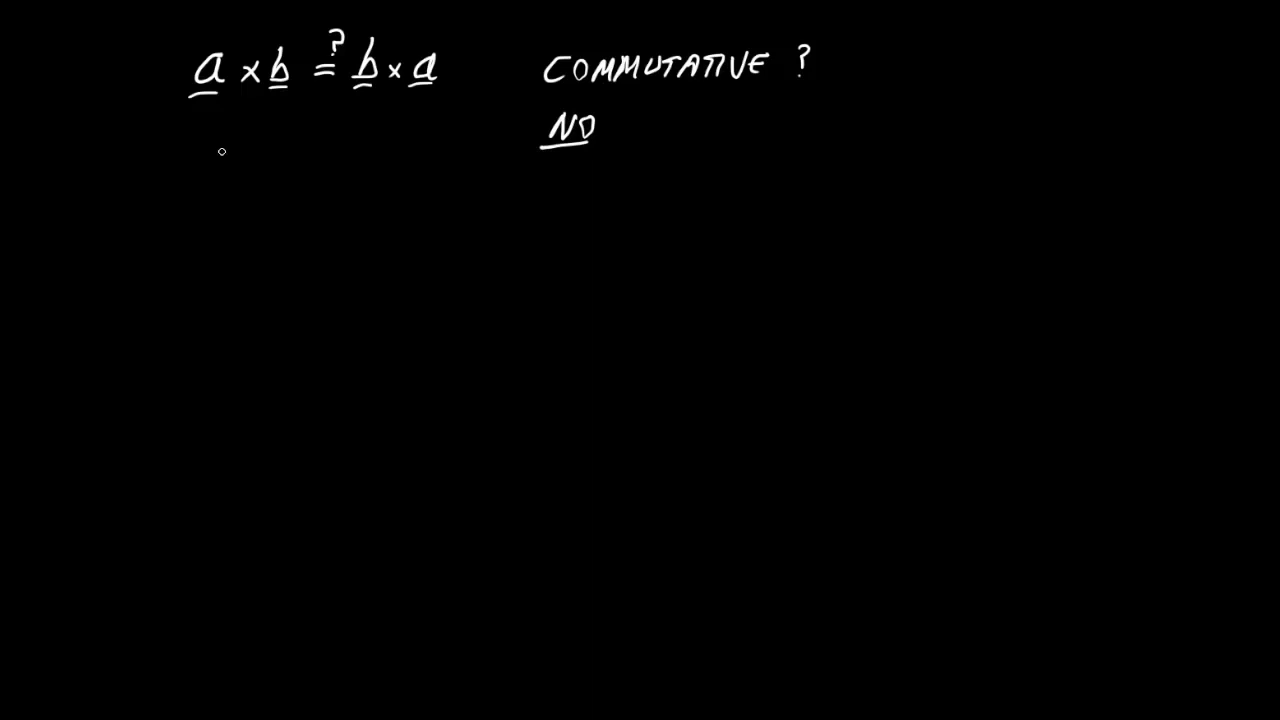 a × b =? b × a COMMUTATIVE ?
NO